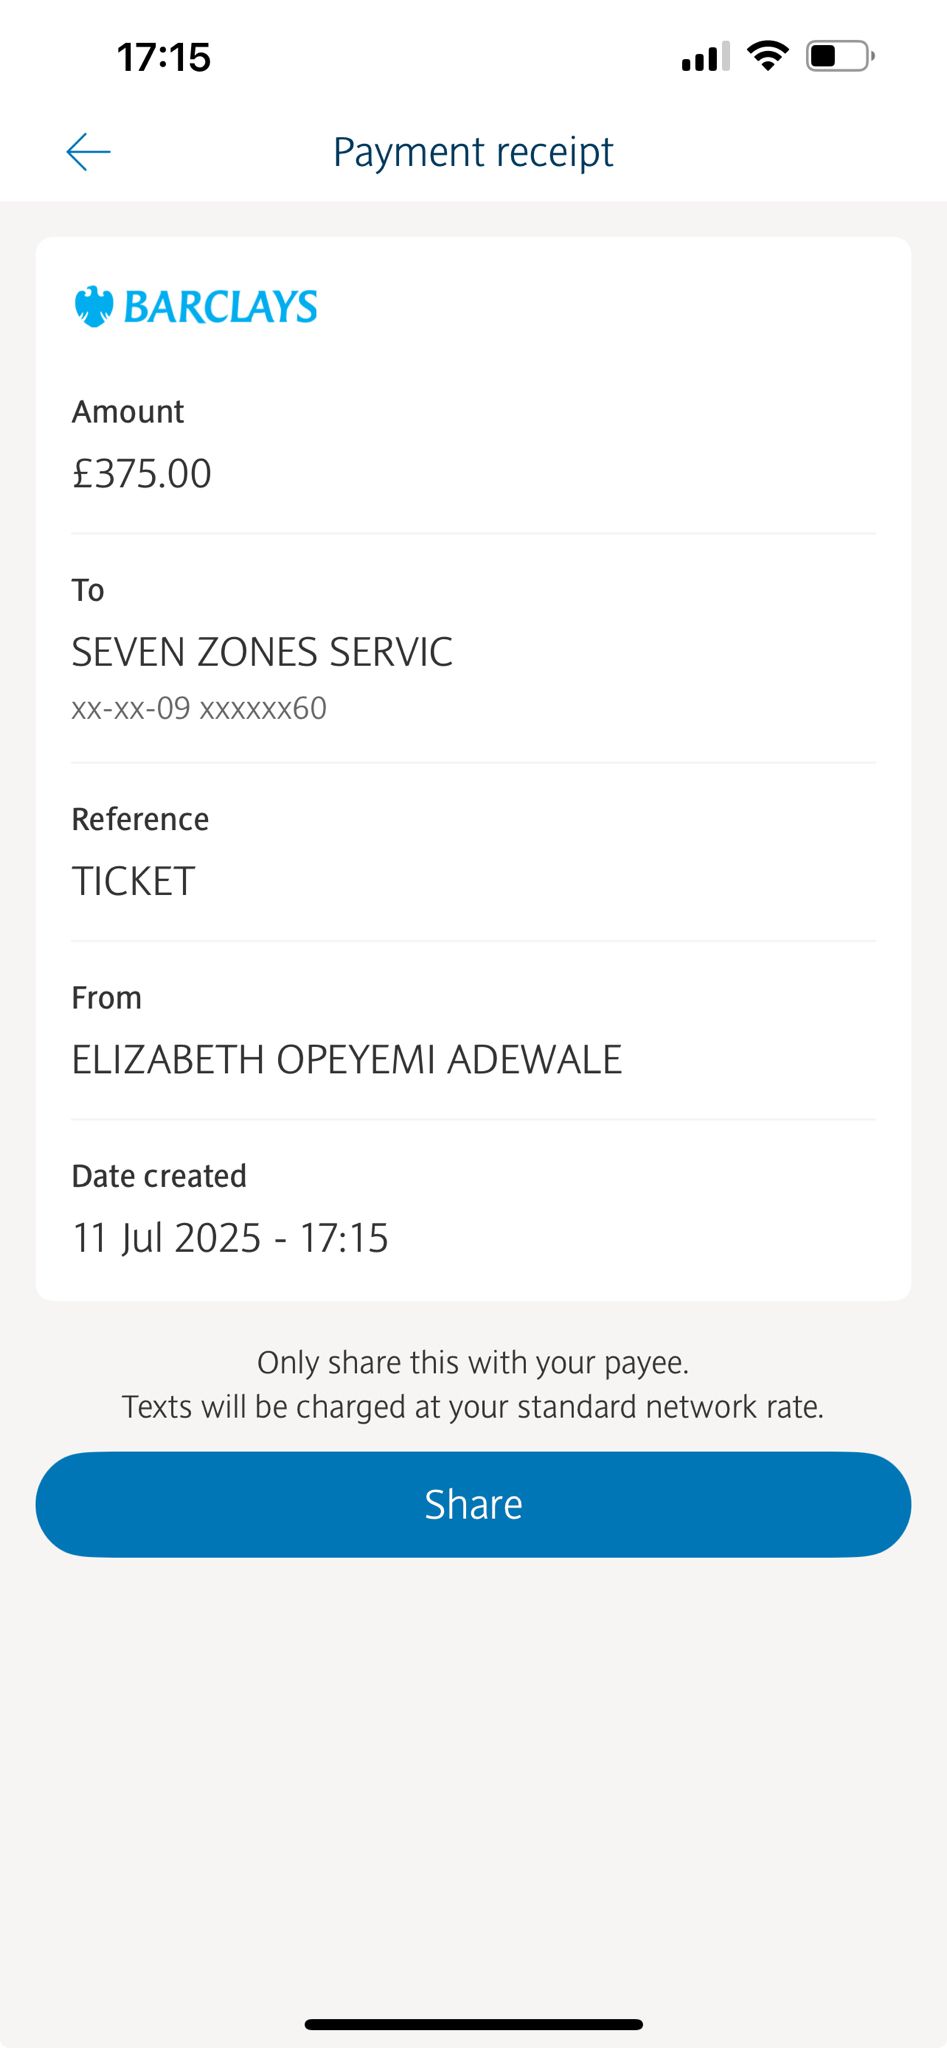 17:15
Payment receipt
BARCLAYS
Amount
£375.00
To
SEVEN ZONES SERVIC
xx-xx-09 xxxxxx60
Reference
TICKET
From
ELIZABETH OPEYEMI ADEWALE
Date created
11 Jul 2025 - 17:15
Only share this with your payee.
Texts will be charged at your standard network rate.
Share